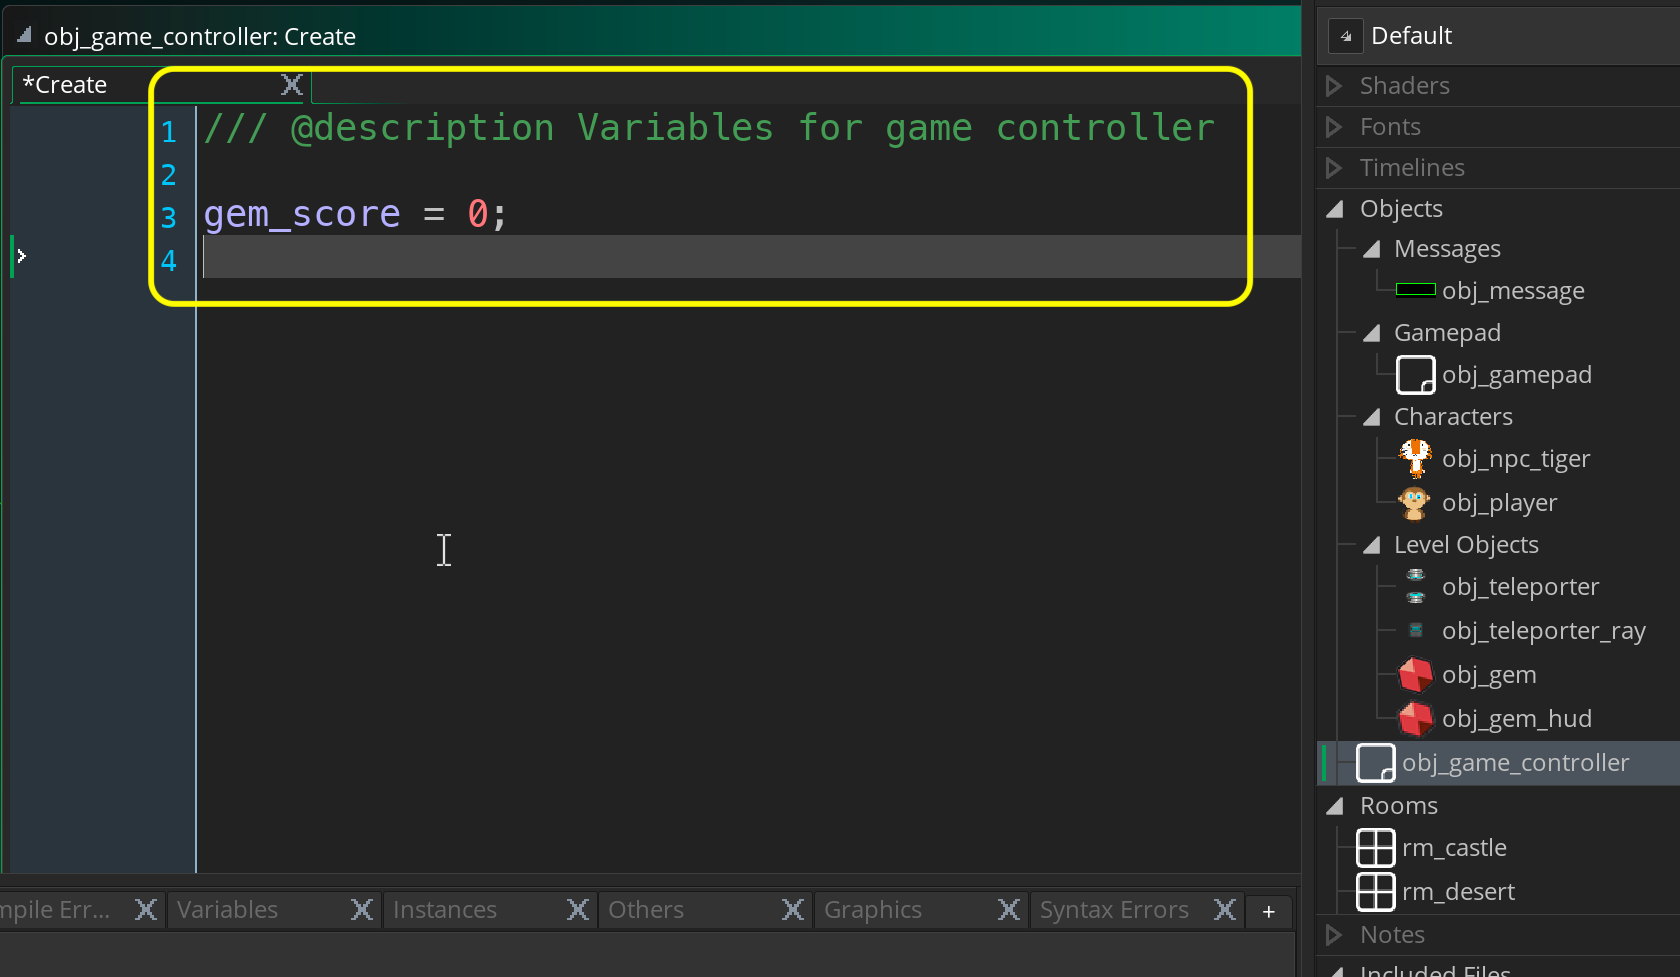 obj_game_controller: Create
*Create
1 /// @description Variables for game controller
2
3 gem_score = 0;
4
mpile Err...
Variables
Instances
Others
Graphics
Syntax Errors
+
Default
Shaders
Fonts
Timelines
Objects
Messages
obj_message
Gamepad
obj_gamepad
Characters
obj_npc_tiger
obj_player
Level Objects
obj_teleporter
obj_teleporter_ray
obj_gem
obj_gem_hud
obj_game_controller
Rooms
rm_castle
rm_desert
Notes
Included Files